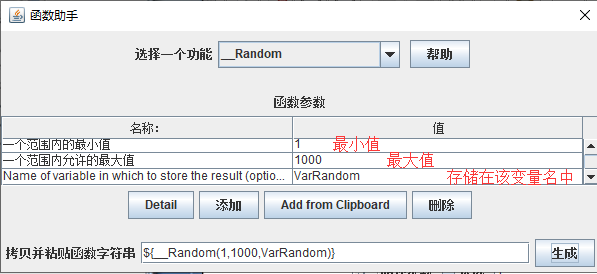 函数助手
选择一个功能 __Random 帮助
函数参数
名称: 值
一个范围内的最小值 1 最小值
一个范围内允许的最大值 1000 最大值
Name of variable in which to store the result (optio... VarRandom 存储在该变量名中
Detail 添加 Add from Clipboard 删除
拷贝并粘贴函数字符串 ${__Random(1,1000,VarRandom)} 生成